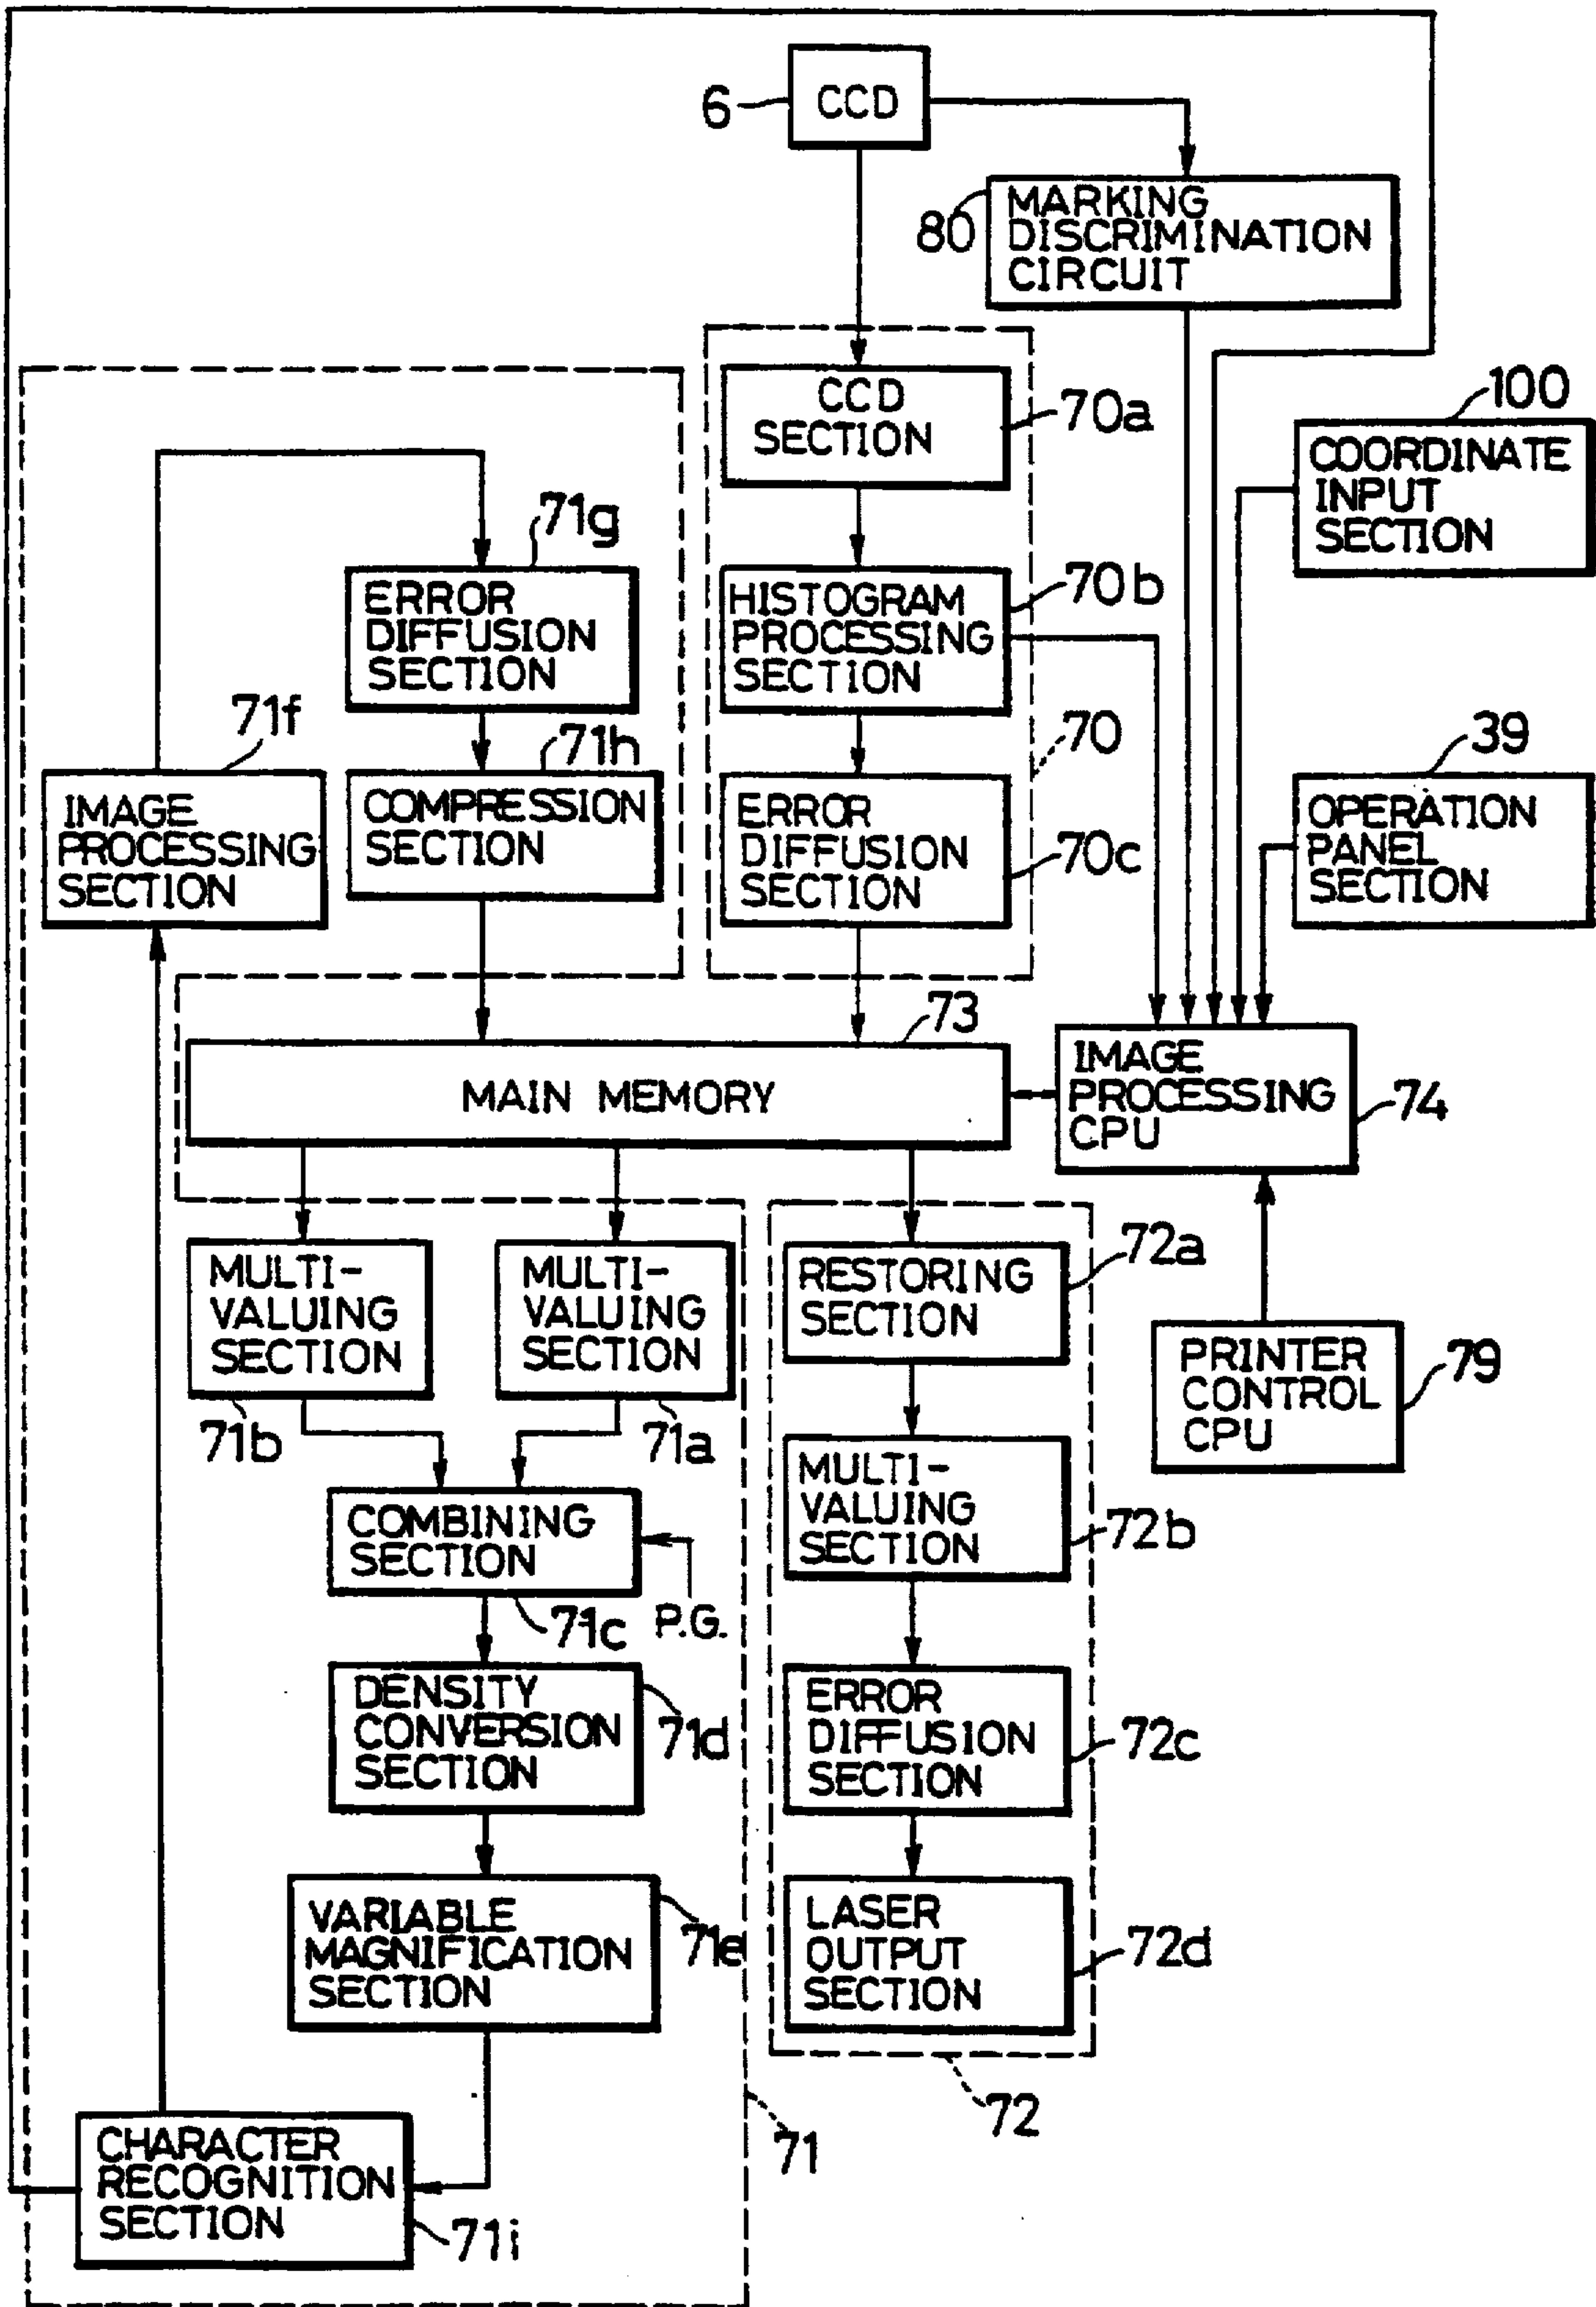 6
CCD
80
MARKING
DISCRIMINATION
CIRCUIT
CCD
SECTION
70a
100
COORDINATE
INPUT
SECTION
71g
ERROR
DIFFUSION
SECTION
HISTOGRAM
PROCESSING
SECTION
70b
70
71f
IMAGE
PROCESSING
SECTION
71h
COMPRESSION
SECTION
ERROR
DIFFUSION
SECTION
70c
39
OPERATION
PANEL
SECTION
73
MAIN MEMORY
IMAGE
PROCESSING
CPU
74
MULTI-
VALUING
SECTION
71b
MULTI-
VALUING
SECTION
71a
RESTORING
SECTION
72a
PRINTER
CONTROL
CPU
79
COMBINING
SECTION
71c
P.G.
MULTI-
VALUING
SECTION
72b
DENSITY
CONVERSION
SECTION
71d
ERROR
DIFFUSION
SECTION
72c
VARIABLE
MAGNIFICATION
SECTION
71e
LASER
OUTPUT
SECTION
72d
72
71
CHARACTER
RECOGNITION
SECTION
71i